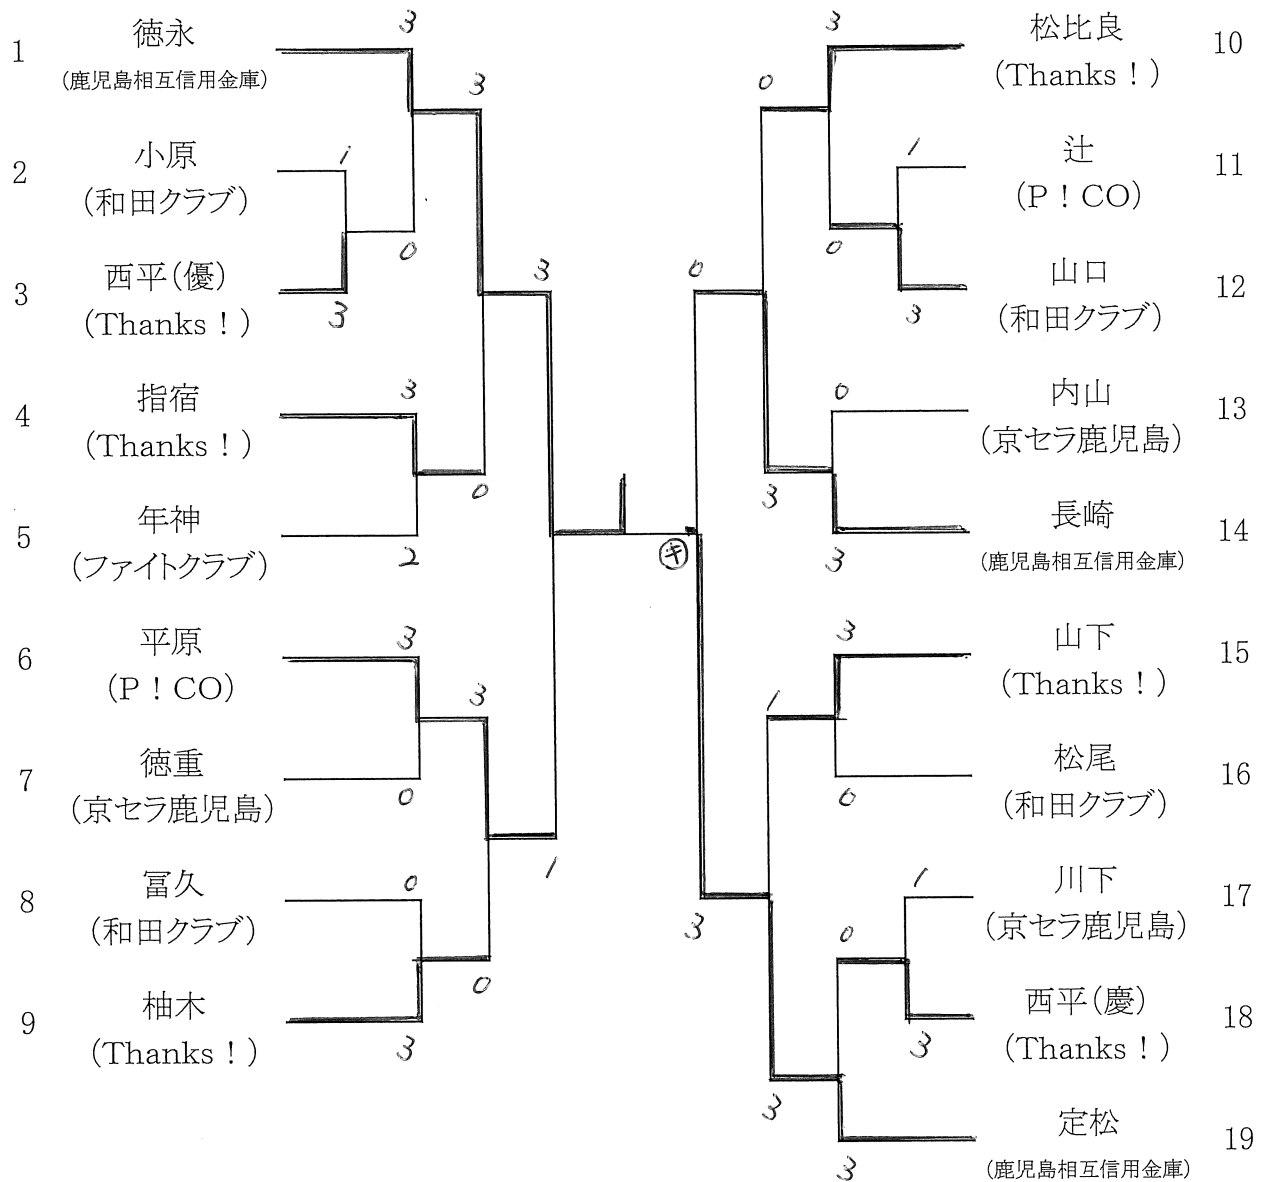 1
徳永
(鹿児島相互信用金庫)
3
2
小原
(和田クラブ)
1
0
3
西平(優)
(Thanks！)
3
3
4
指宿
(Thanks！)
3
0
5
年神
(ファイトクラブ)
2
3
6
平原
(P！CO)
3
3
7
徳重
(京セラ鹿児島)
0
1
8
冨久
(和田クラブ)
0
0
9
柚木
(Thanks！)
3
キ
3
松比良
(Thanks！)
10
0
1
辻
(P！CO)
11
0
3
山口
(和田クラブ)
12
0
0
内山
(京セラ鹿児島)
13
3
3
長崎
(鹿児島相互信用金庫)
14
3
山下
(Thanks！)
15
1
0
松尾
(和田クラブ)
16
3
1
川下
(京セラ鹿児島)
17
0
3
西平(慶)
(Thanks！)
18
3
3
定松
(鹿児島相互信用金庫)
19